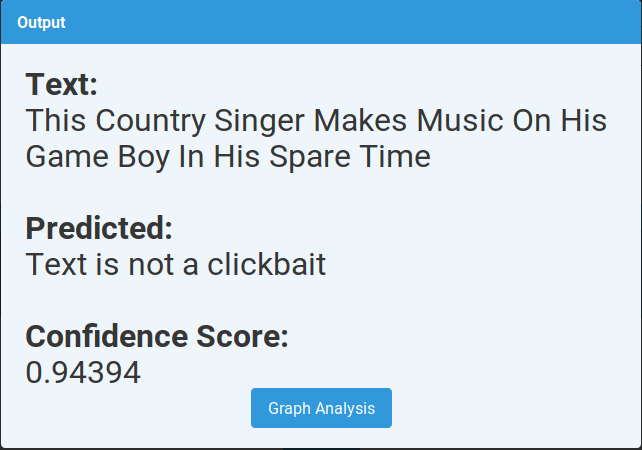 Output
Text:
This Country Singer Makes Music On His
Game Boy In His Spare Time
Predicted:
Text is not a clickbait
Confidence Score:
0.94394
Graph Analysis